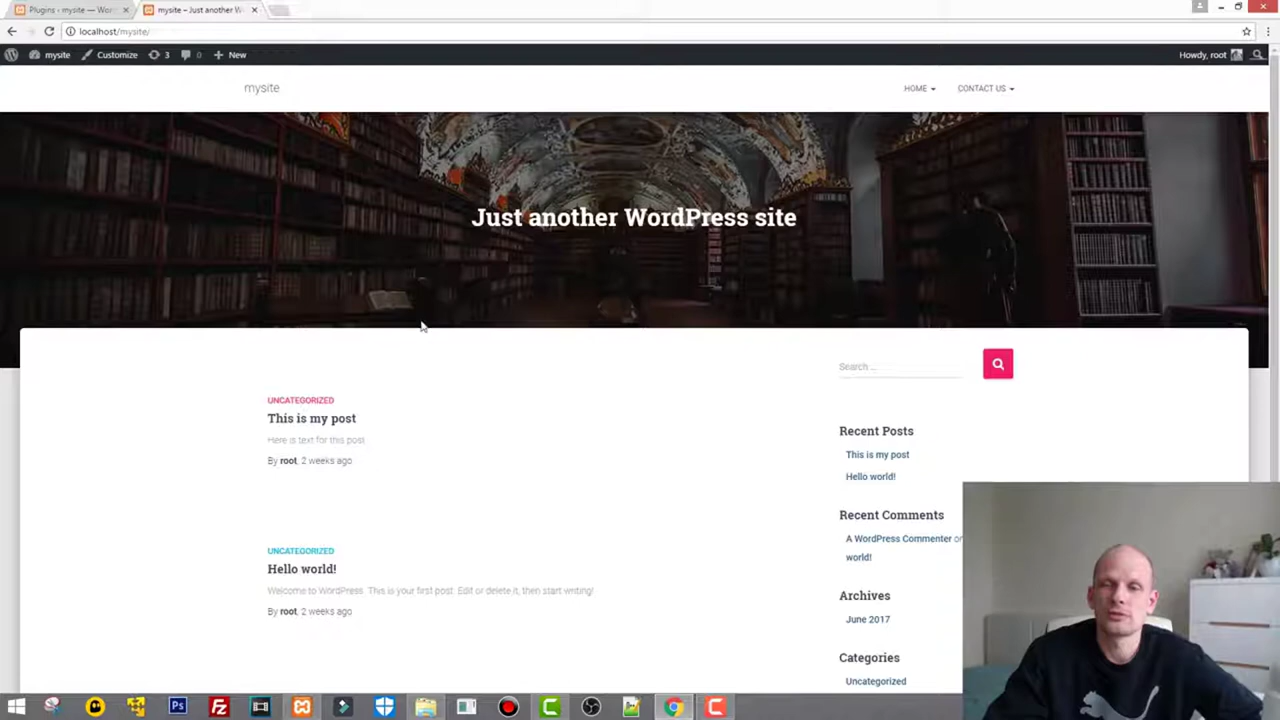 Plugins ‹ mysite — Wor
mysite – Just another W
localhost/mysite/
mysite
Customize
3
0
New
Howdy, root
mysite
HOME
CONTACT US
Just another WordPress site
Search …
UNCATEGORIZED
This is my post
Here is text for this post
By root, 2 weeks ago
UNCATEGORIZED
Hello world!
Welcome to WordPress. This is your first post. Edit or delete it, then start writing!
By root, 2 weeks ago
Recent Posts
This is my post
Hello world!
Recent Comments
A WordPress Commenter on
world!
Archives
June 2017
Categories
Uncategorized
Ps
Fz